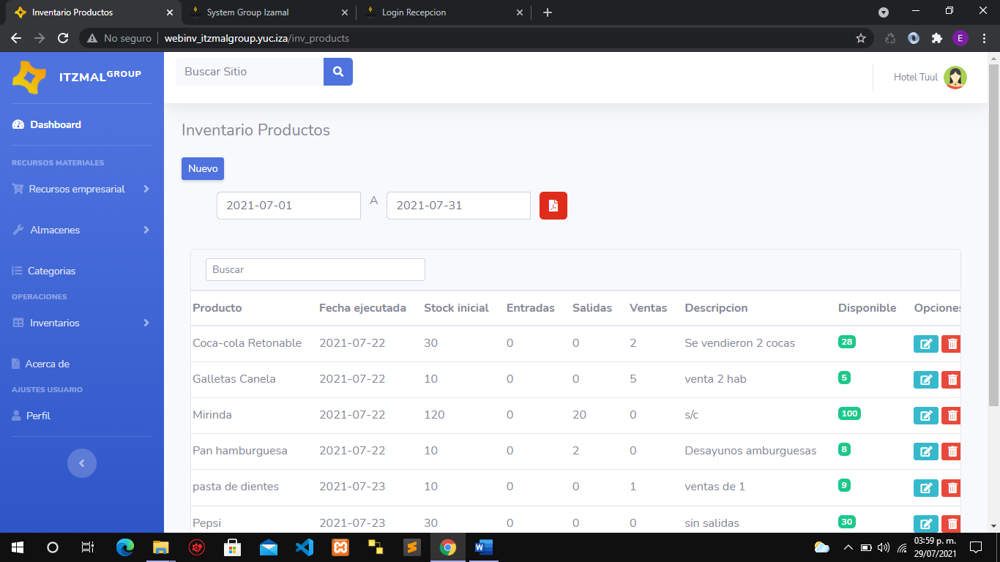 Inventario Productos
System Group Izamal
Login Recepcion
No seguro
webinv_itzmalgroup.yuc.iza/inv_products
E
ITZMALGROUP
Buscar Sitio
Hotel Tuul
Dashboard
RECURSOS MATERIALES
Recursos empresarial
Almacenes
Categorias
OPERACIONES
Inventarios
Acerca de
AJUSTES USUARIO
Perfil
Inventario Productos
Nuevo
2021-07-01 A 2021-07-31
Buscar
Producto Fecha ejecutada Stock inicial Entradas Salidas Ventas Descripcion Disponible Opciones
Coca-cola Retonable 2021-07-22 30 0 0 2 Se vendieron 2 cocas 28
Galletas Canela 2021-07-22 10 0 0 5 venta 2 hab 5
Mirinda 2021-07-22 120 0 20 0 s/c 100
Pan hamburguesa 2021-07-22 10 0 2 0 Desayunos amburguesas 8
pasta de dientes 2021-07-23 10 0 0 1 ventas de 1 9
Pepsi 2021-07-23 30 0 0 0 sin salidas 30
03:59 p. m.
29/07/2021